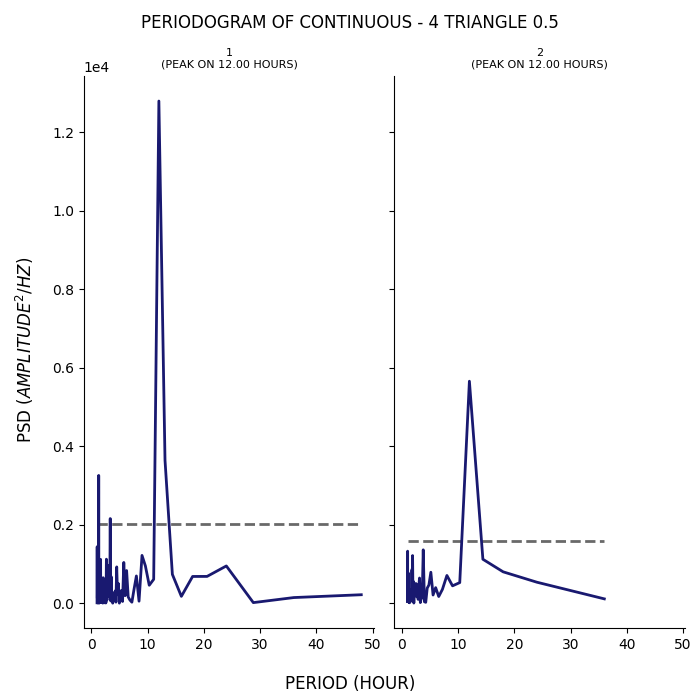 PERIODOGRAM OF CONTINUOUS - 4 TRIANGLE 0.5
1
(PEAK ON 12.00 HOURS)
2
(PEAK ON 12.00 HOURS)
1e4
1.2
1.0
0.8
0.6
0.4
0.2
0.0
PSD (AMPLITUDE²/HZ)
0 10 20 30 40 50
0 10 20 30 40 50
PERIOD (HOUR)